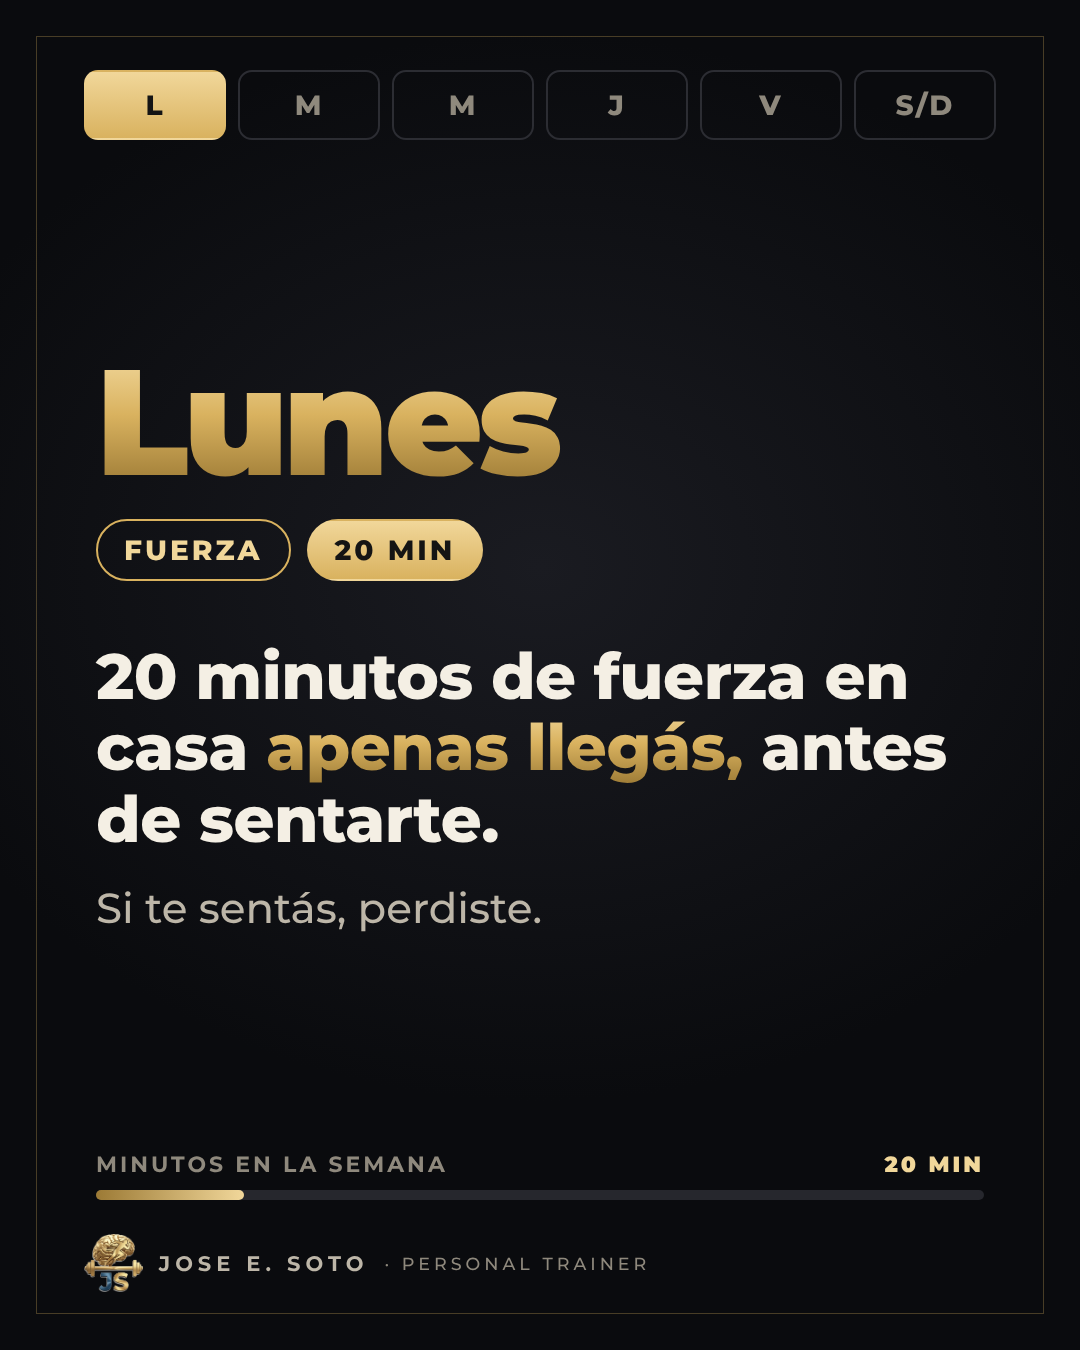 L M M J V S/D
Lunes
FUERZA 20 MIN
20 minutos de fuerza en
casa apenas llegás, antes
de sentarte.
Si te sentás, perdiste.
MINUTOS EN LA SEMANA 20 MIN
JS
JOSE E. SOTO · PERSONAL TRAINER